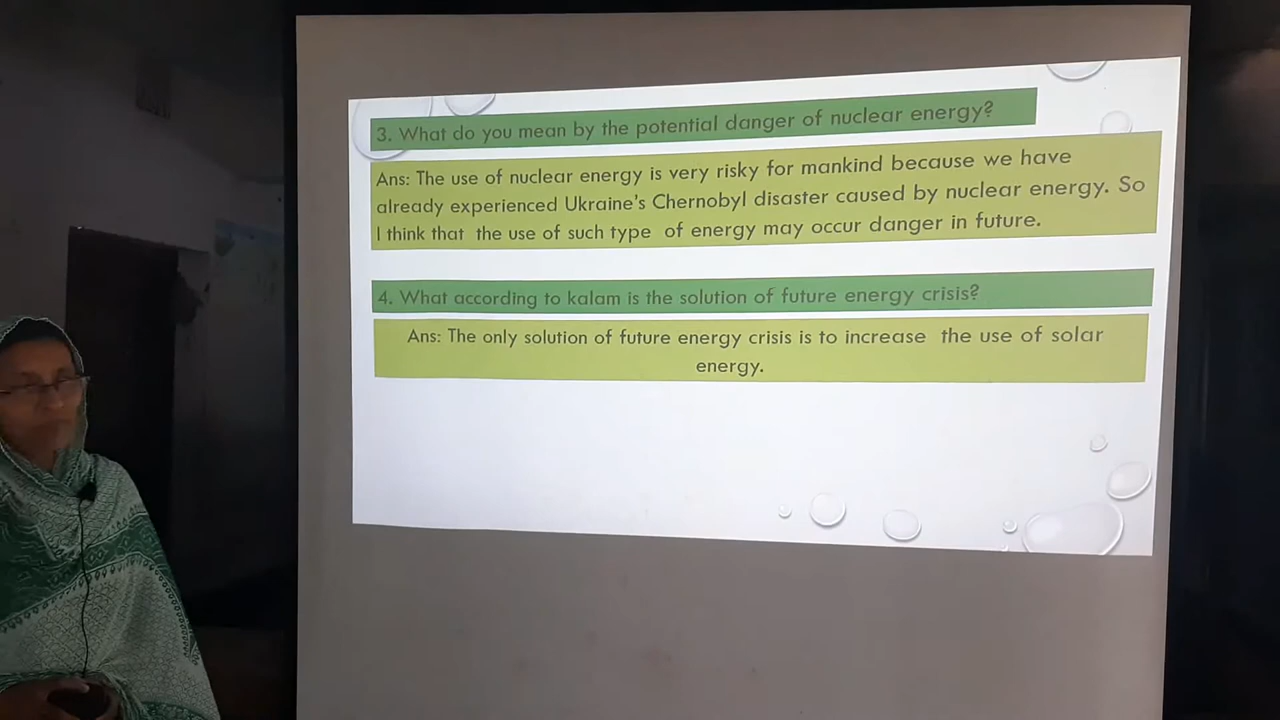 3. What do you mean by the potential danger of nuclear energy?
Ans: The use of nuclear energy is very risky for mankind because we have
already experienced Ukraine's Chernobyl disaster caused by nuclear energy. So
I think that the use of such type of energy may occur danger in future.
4. What according to kalam is the solution of future energy crisis?
Ans: The only solution of future energy crisis is to increase the use of solar
energy.